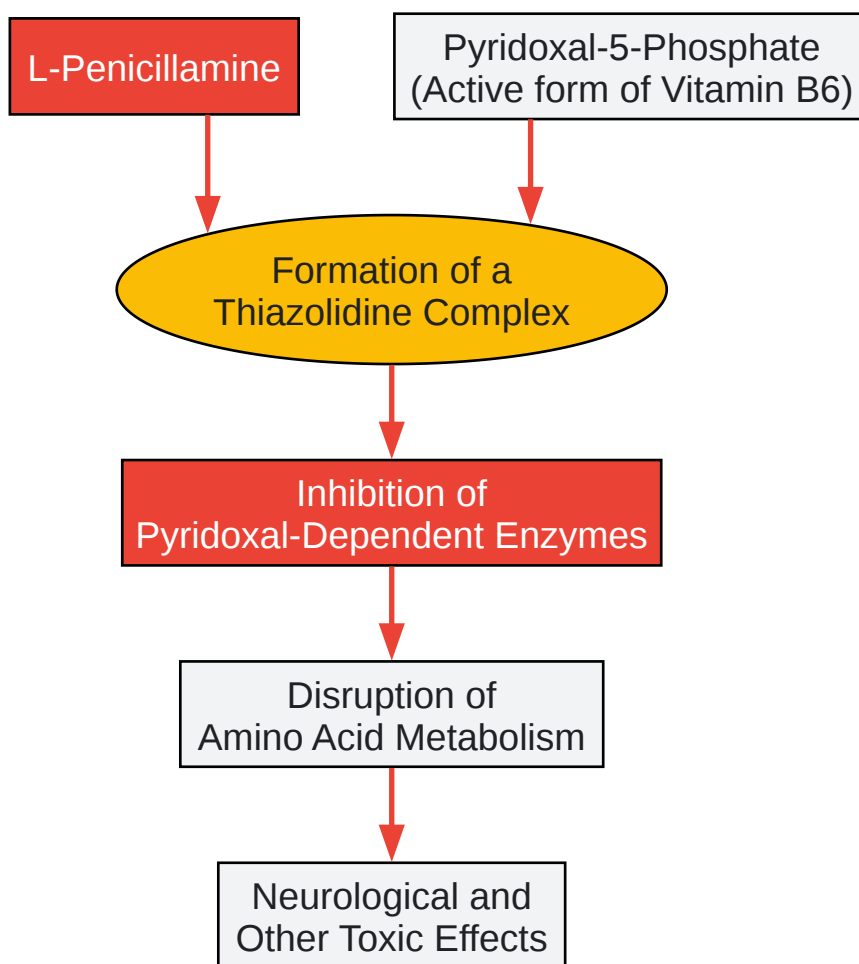 L-Penicillamine
Pyridoxal-5-Phosphate
(Active form of Vitamin B6)
Formation of a
Thiazolidine Complex
Inhibition of
Pyridoxal-Dependent Enzymes
Disruption of
Amino Acid Metabolism
Neurological and
Other Toxic Effects